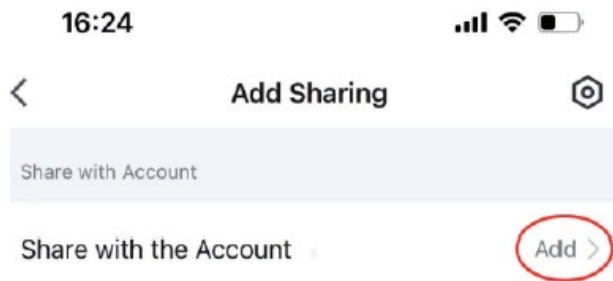 16:24
Add Sharing
Share with Account
Share with the Account Add